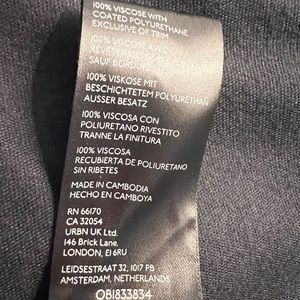 100% VISCOSE WITH
COATED POLYURETHANE
EXCLUSIVE OF TRIM
100% VISCOSE AVEC
SAUF BORDU
100% VISKOSE MIT
BESCHICHTETEM POLYURETHAN
AUSSER BESATZ
100% VISCOSA CON
POLIURETANO RIVESTITO
TRANNE LA FINITURA
100% VISCOSA
RECUBIERTA DE POLIURETANO
SIN RIBETES
MADE IN CAMBODIA
HECHO EN CAMBOYA
RN 66170
CA 32054
URBN UK Ltd.
146 Brick Lane,
LONDON, E1 6RU
LEIDSESTRAAT 32, 1017 PB
AMSTERDAM, NETHERLANDS
OB1833834